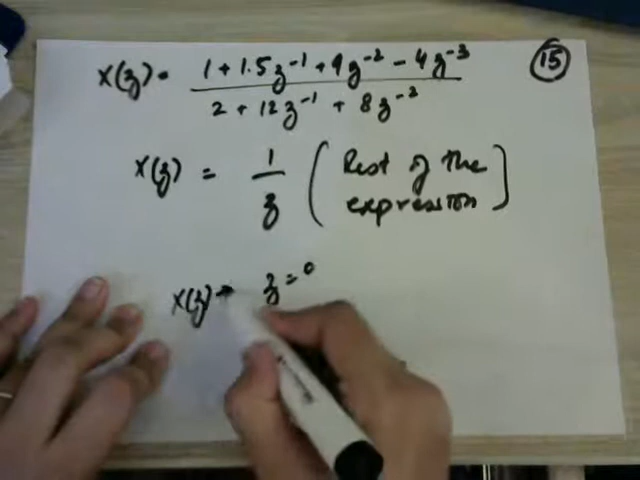 X(z) = (1 + 1.5z⁻¹ + 9z⁻² - 4z⁻³) / (2 + 12z⁻¹ + 8z⁻²)
15
X(z) = 1/z (Rest of the expression)
X(z) → z = 0